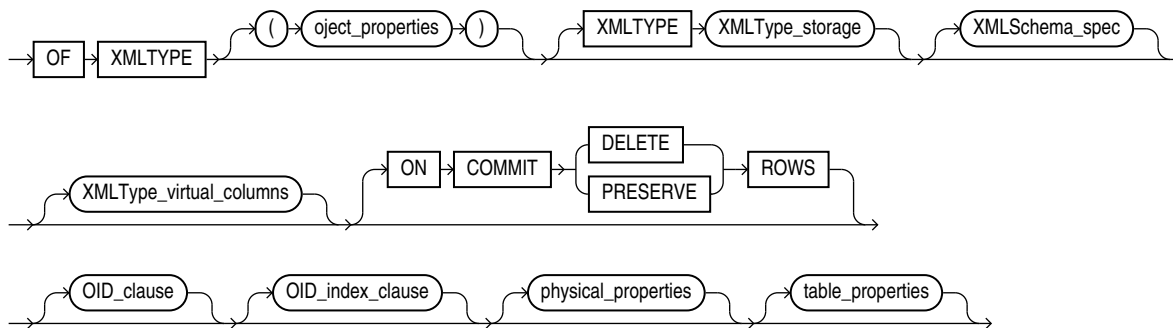 OF XMLTYPE ( oject_properties ) XMLTYPE XMLType_storage XMLSchema_spec
XMLType_virtual_columns ON COMMIT DELETE PRESERVE ROWS
OID_clause OID_index_clause physical_properties table_properties